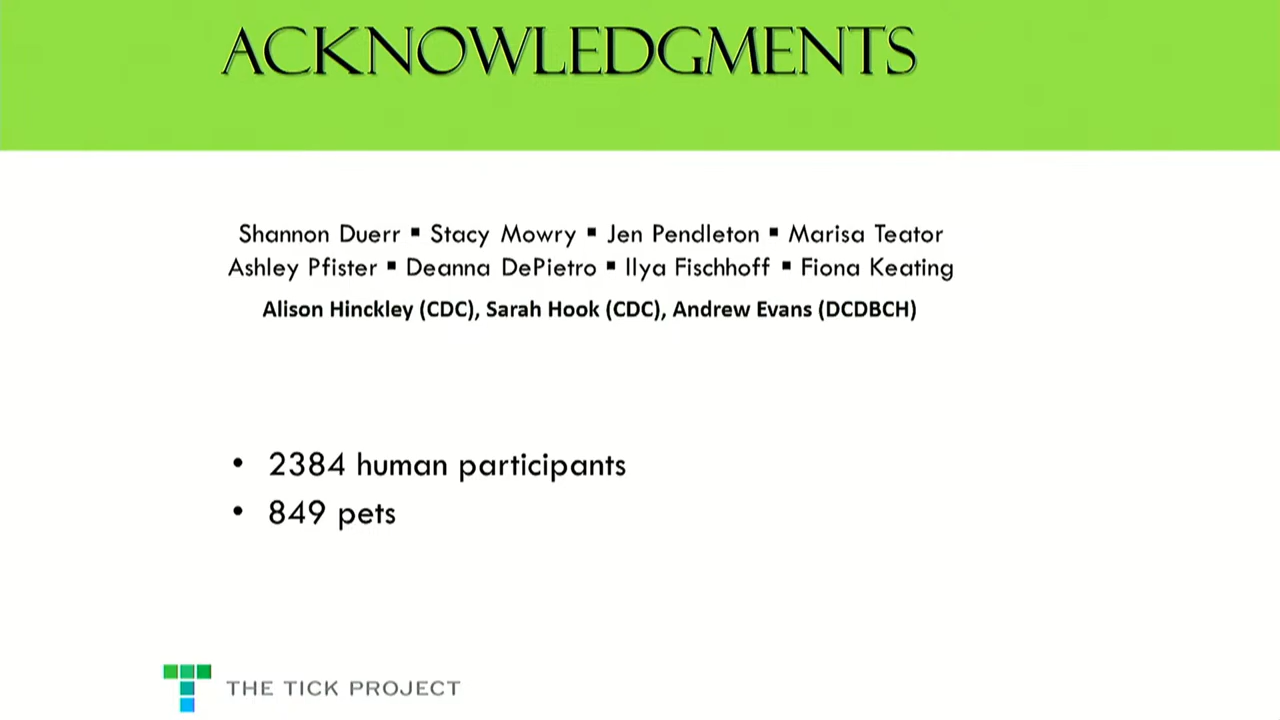 ACKNOWLEDGMENTS
Shannon Duerr ▪ Stacy Mowry ▪ Jen Pendleton ▪ Marisa Teator
Ashley Pfister ▪ Deanna DePietro ▪ Ilya Fischhoff ▪ Fiona Keating
Alison Hinckley (CDC), Sarah Hook (CDC), Andrew Evans (DCDBCH)
• 2384 human participants
• 849 pets
THE TICK PROJECT